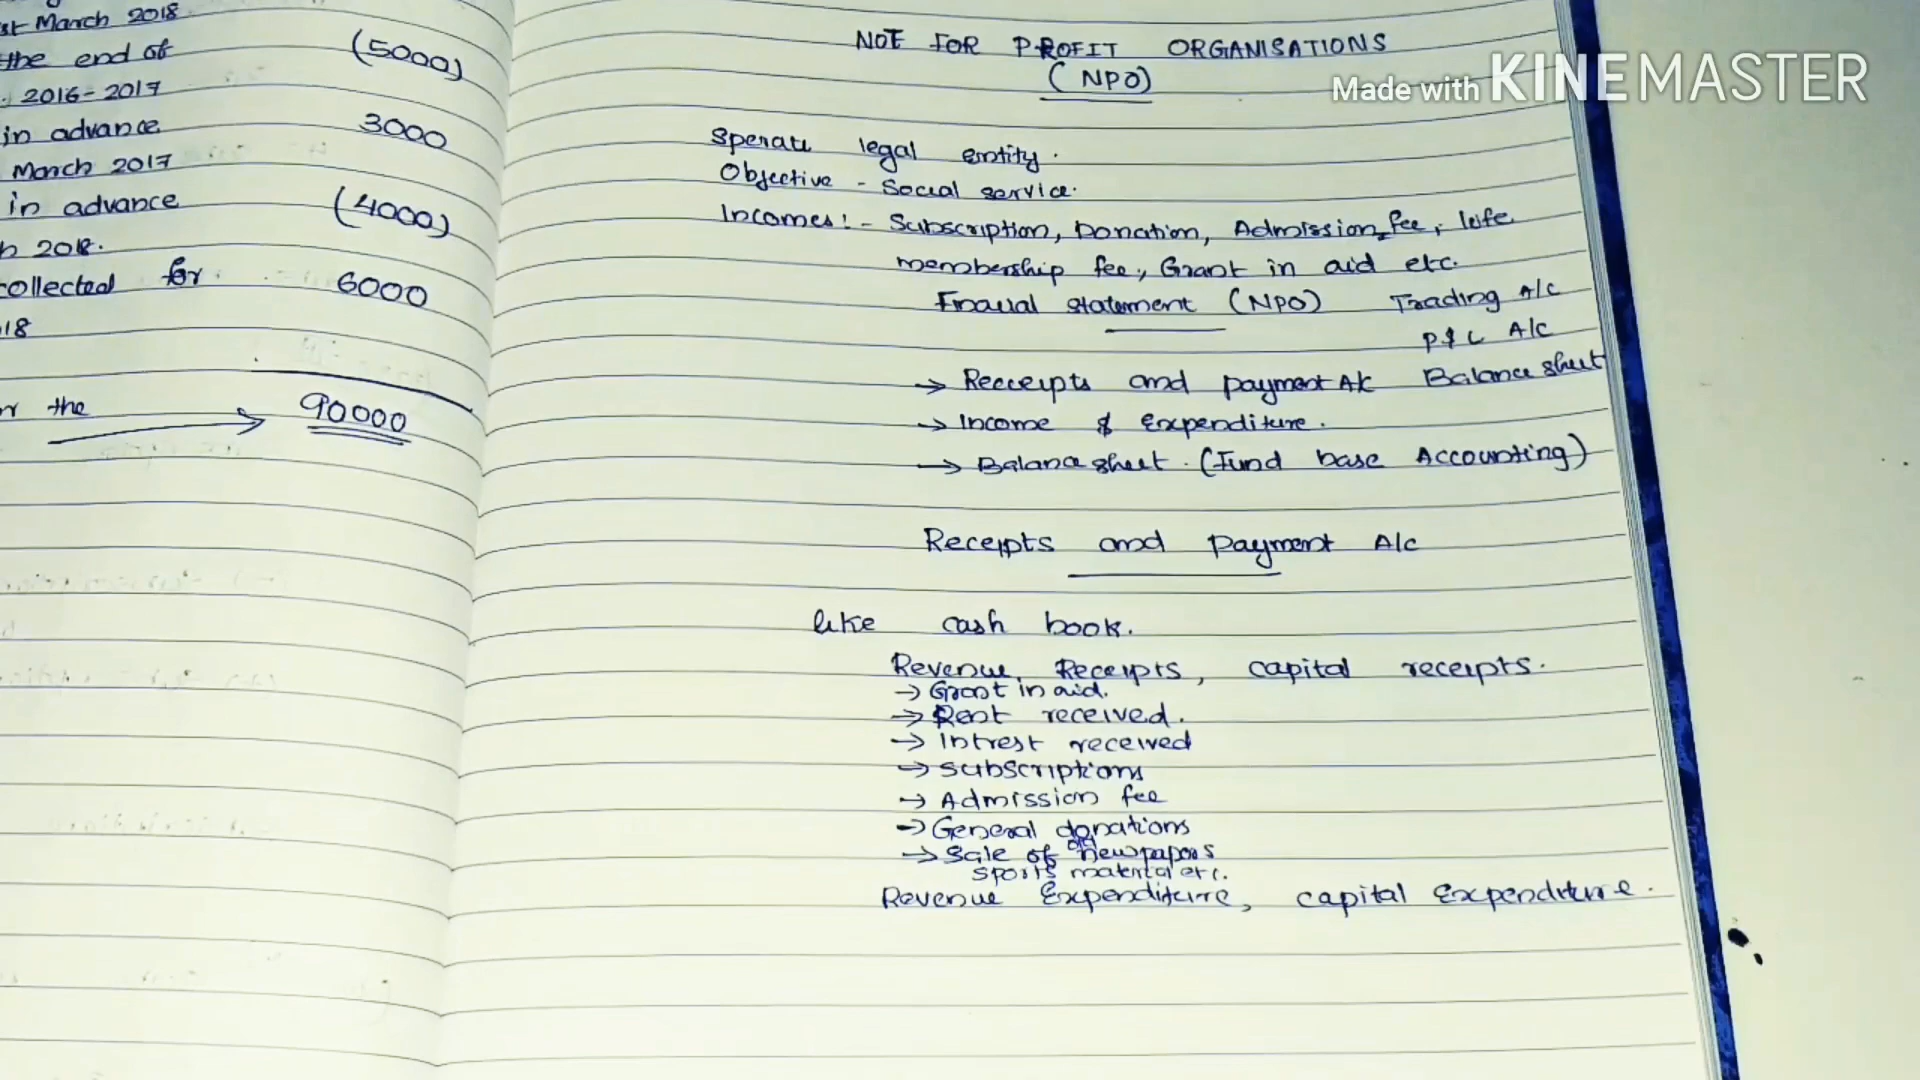 st March 2018
the end of (5000)
2016-2017
in advance 3000
March 2017
in advance (4000)
2018.
collected for 6000
18
the → 90000
NOT FOR PROFIT ORGANISATIONS
(NPO)
Made with KINEMASTER
Sperate legal entity.
Objective - Social service.
Incomes:- Subscription, Donation, Admission fee, life
membership fee, Grant in aid etc.
Finaual statement (NPO) Trading A/c
P & L A/c
→ Receeipts and payment A/c Balance sheet
→ Income & Expenditure.
→ Balance sheet. (Fund base Accounting)
Receipts and payment A/c
like cash book.
Revenue Receipts, capital receipts.
→ Grant in aid.
→ Rent received.
→ Intrest received
→ Subscriptions
→ Admission fee
→ General donations
→ Sale of old newpapers
sports material etc.
Revenue Expenditure, capital Expenditure.